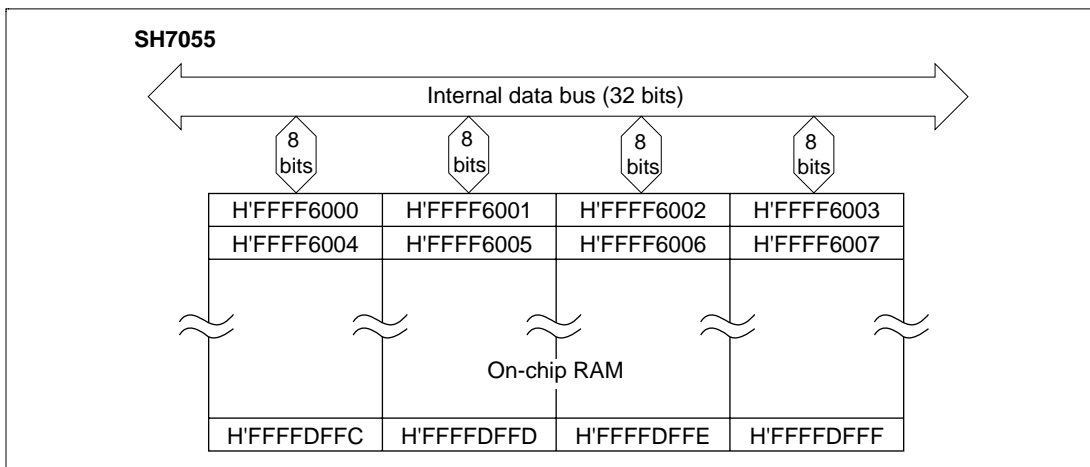 SH7055
Internal data bus (32 bits)
8 bits
8 bits
8 bits
8 bits
H'FFFF6000 H'FFFF6001 H'FFFF6002 H'FFFF6003
H'FFFF6004 H'FFFF6005 H'FFFF6006 H'FFFF6007
On-chip RAM
H'FFFFDFFC H'FFFFDFFD H'FFFFDFFE H'FFFFDFFF